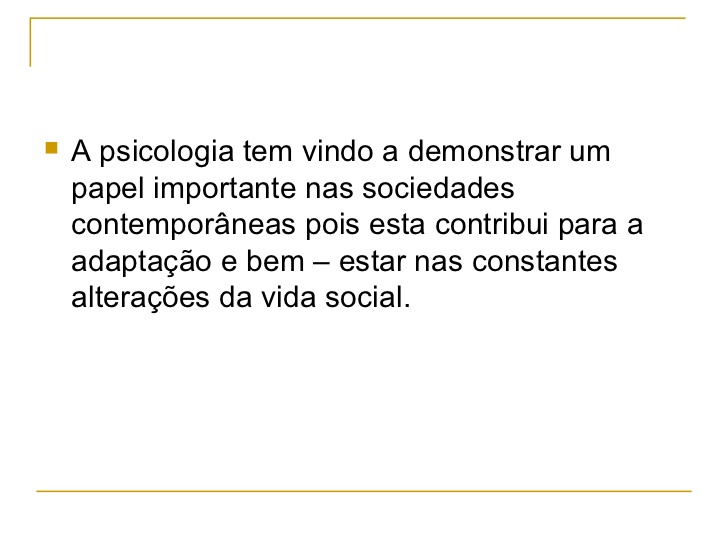 A psicologia tem vindo a demonstrar um
papel importante nas sociedades
contemporâneas pois esta contribui para a
adaptação e bem – estar nas constantes
alterações da vida social.